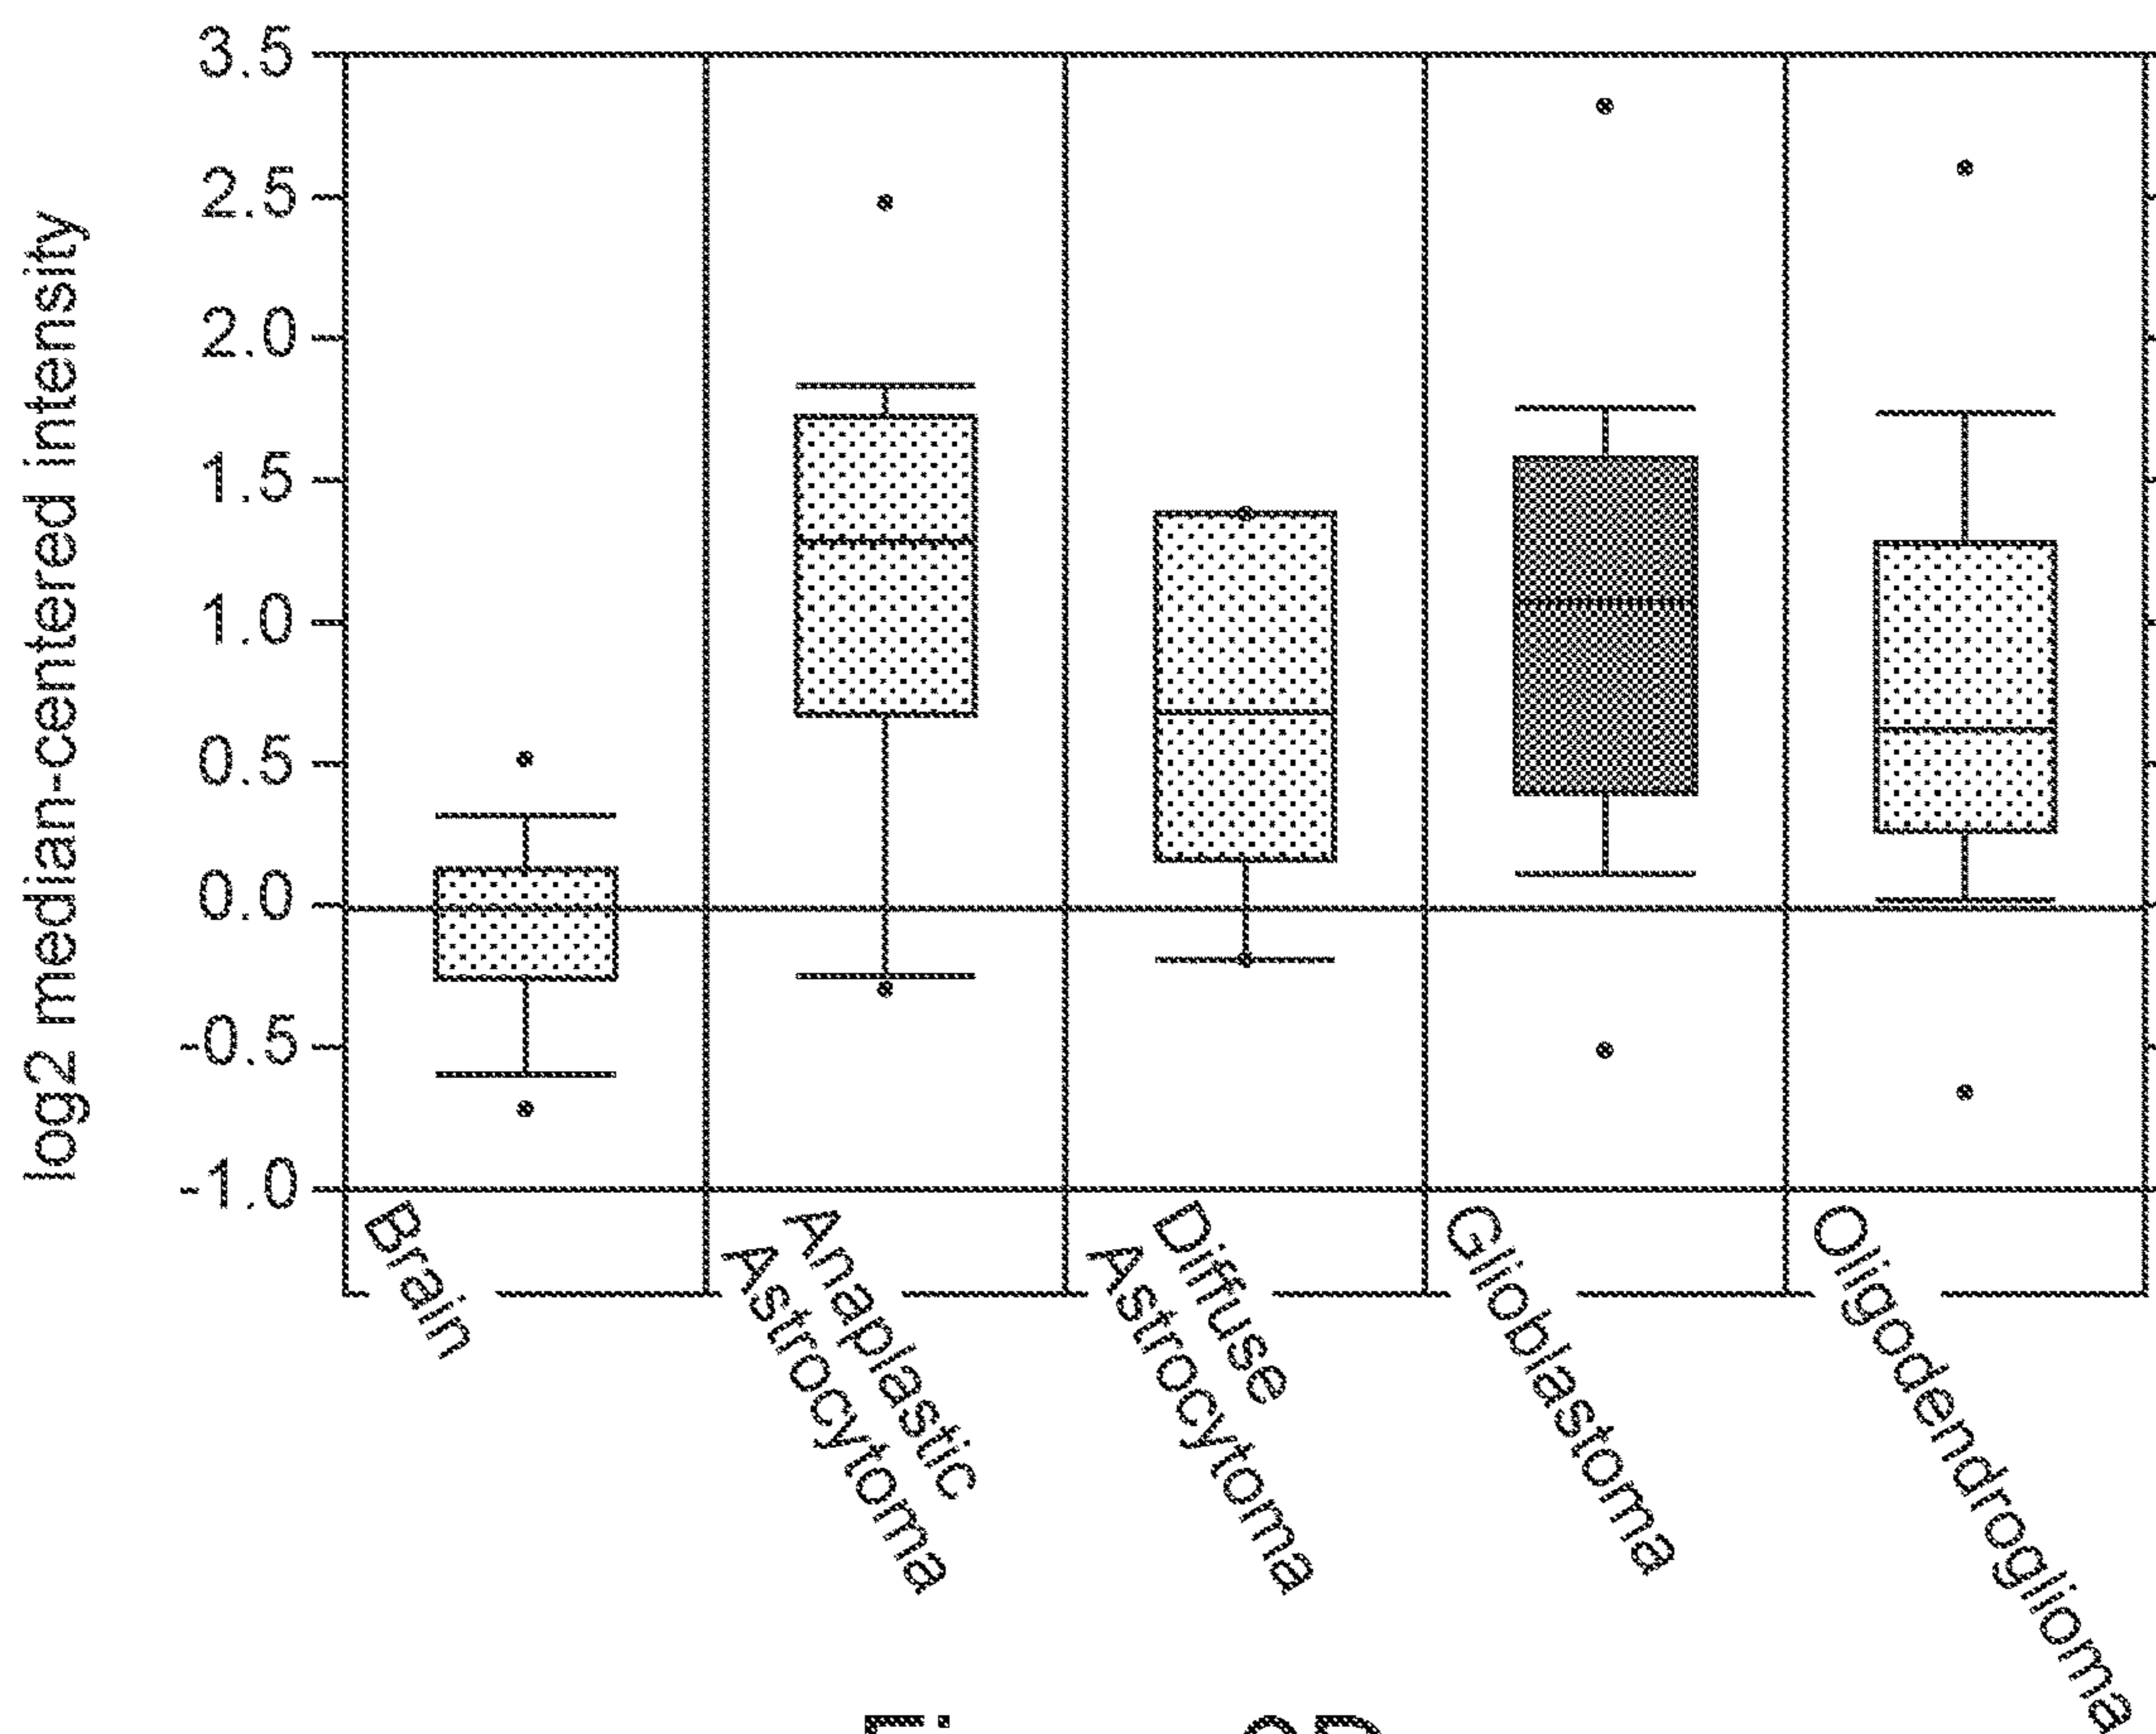 log2 median-centered intensity
3.5
2.5
2.0
1.5
1.0
0.5
0.0
-0.5
-1.0
Brain
Anaplastic
Astrocytoma
Diffuse
Astrocytoma
Glioblastoma
Oligodendroglioma